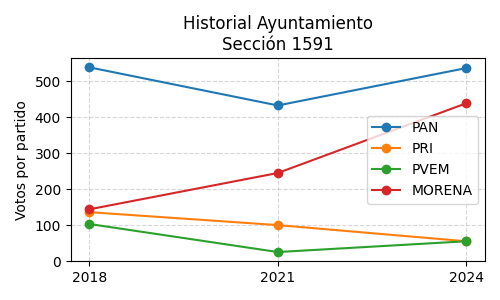 Historial Ayuntamiento
Sección 1591
Votos por partido
500
400
300
200
100
0
2018
2021
2024
PAN
PRI
PVEM
MORENA